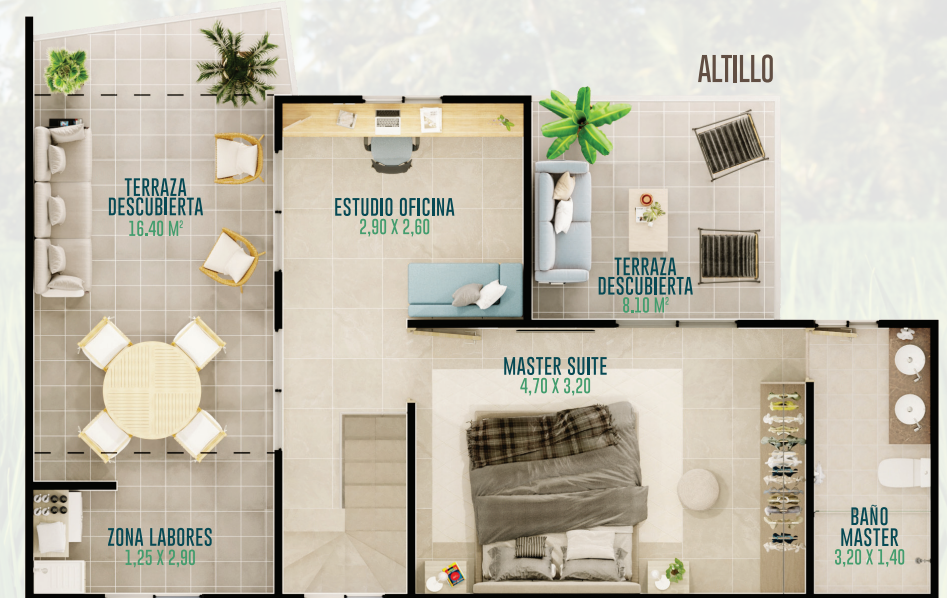 ALTILLO
TERRAZA
DESCUBIERTA
16.40 M²
ESTUDIO OFICINA
2,90 X 2,60
TERRAZA
DESCUBIERTA
8.10 M²
MASTER SUITE
4,70 X 3,20
ZONA LABORES
1,25 X 2,90
BAÑO
MASTER
3,20 X 1,40